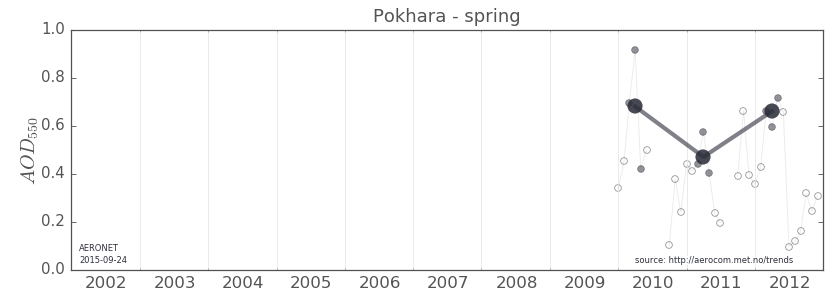 Pokhara - spring
1.0
0.8
0.6
0.4
0.2
0.0
AOD550
AERONET
2015-09-24
source: http://aerocom.met.no/trends
2002 2003 2004 2005 2006 2007 2008 2009 2010 2011 2012